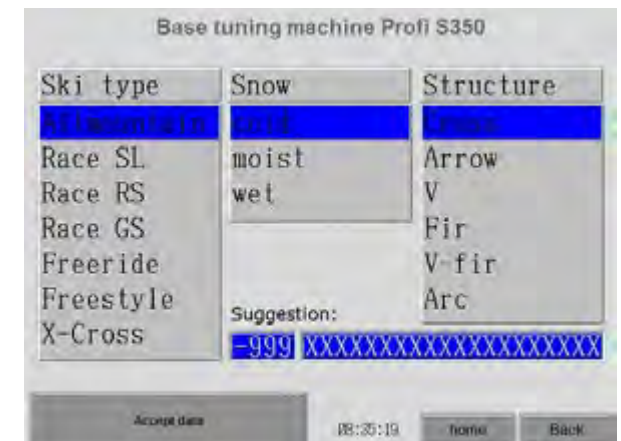 Base tuning machine Profi S350
Ski type
Allmountain
Race SL
Race RS
Race GS
Freeride
Freestyle
X-Cross
Snow
cold
moist
wet
Structure
Cross
Arrow
V
Fir
V-fir
Arc
Suggestion:
-999 XXXXXXXXXXXXXXXXXXXX
Accept data
08:35:19
home
Back